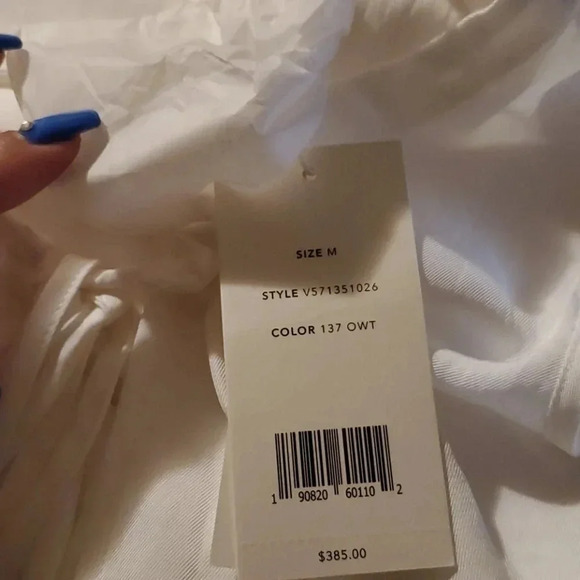 SIZE M
STYLE V571351026
COLOR 137 OWT
1 90820 60110 2
$385.00